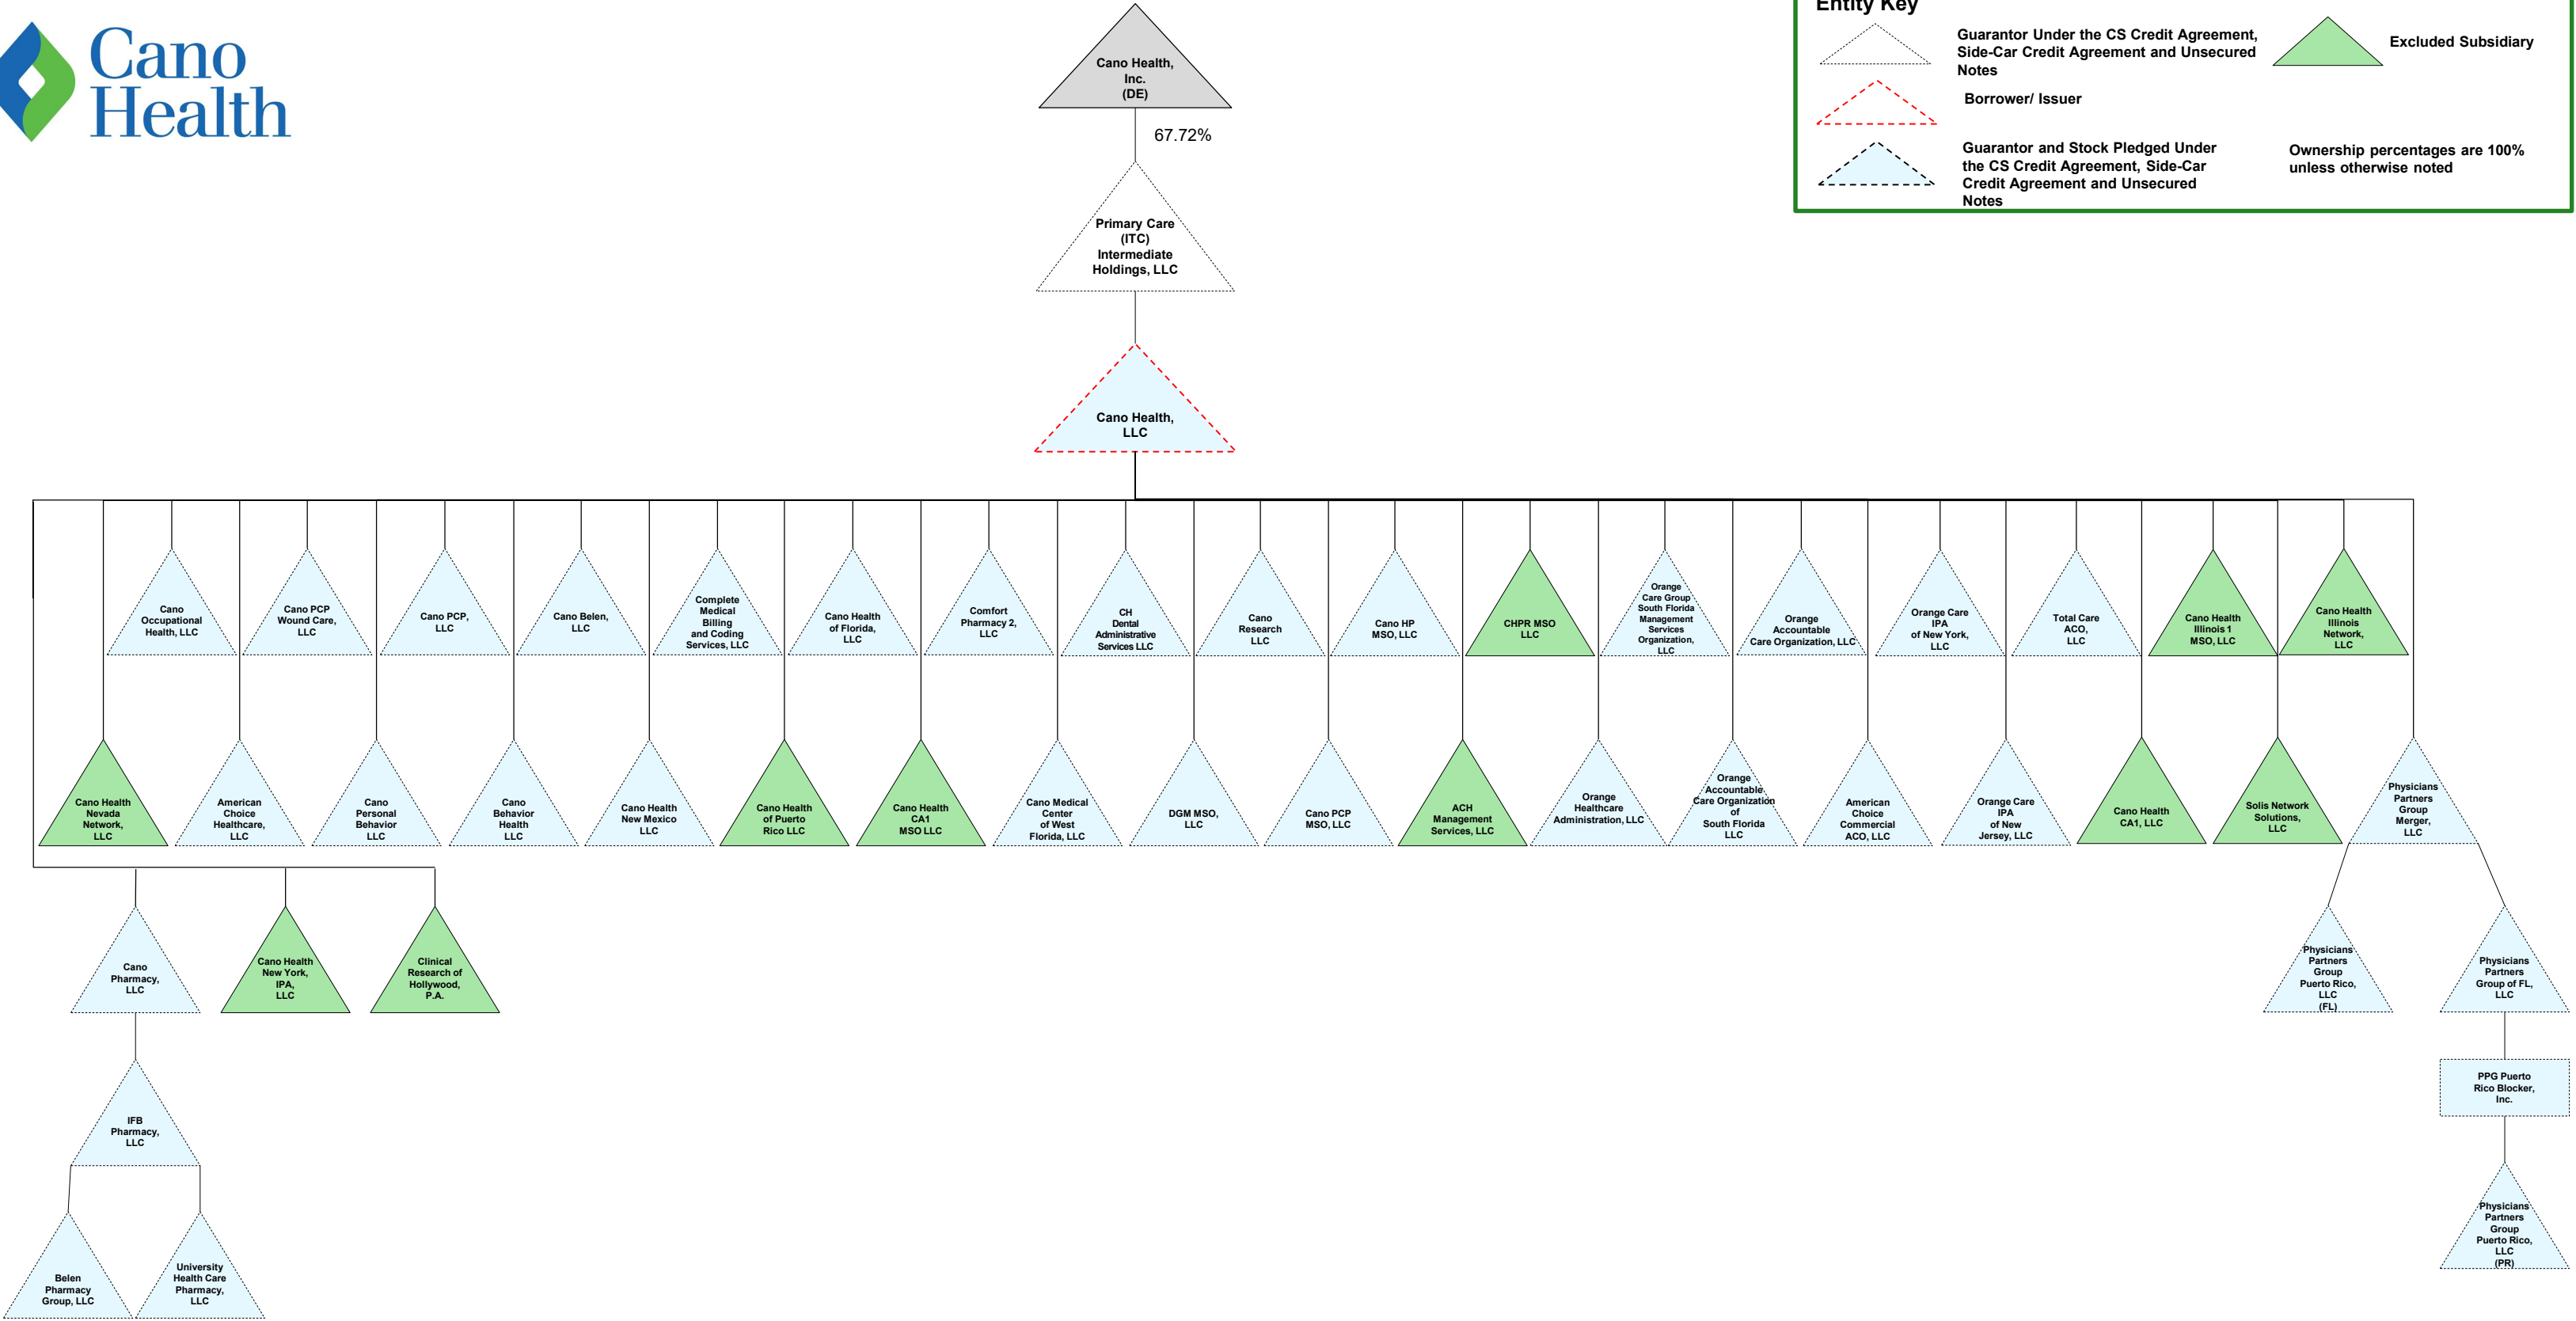 Cano
Health
Entity Key
Guarantor Under the CS Credit Agreement,
Side-Car Credit Agreement and Unsecured
Notes
Excluded Subsidiary
Borrower/ Issuer
Guarantor and Stock Pledged Under
the CS Credit Agreement, Side-Car
Credit Agreement and Unsecured
Notes
Ownership percentages are 100%
unless otherwise noted
Cano Health,
Inc.
(DE)
67.72%
Primary Care
(ITC)
Intermediate
Holdings, LLC
Cano Health,
LLC
Cano
Occupational
Health, LLC
Cano PCP
Wound Care,
LLC
Cano PCP,
LLC
Cano Belen,
LLC
Complete
Medical
Billing
and Coding
Services, LLC
Cano Health
of Florida,
LLC
Comfort
Pharmacy 2,
LLC
CH
Dental
Administrative
Services LLC
Cano
Research
LLC
Cano HP
MSO, LLC
CHPR MSO
LLC
Orange
Care Group
South Florida
Management
Services
Organization,
LLC
Orange
Accountable
Care Organization, LLC
Orange Care
IPA
of New York,
LLC
Total Care
ACO,
LLC
Cano Health
Illinois 1
MSO, LLC
Cano Health
Illinois
Network,
LLC
Cano Health
Nevada
Network,
LLC
American
Choice
Healthcare,
LLC
Cano
Personal
Behavior
LLC
Cano
Behavior
Health
LLC
Cano Health
New Mexico
LLC
Cano Health
of Puerto
Rico LLC
Cano Health
CA1
MSO LLC
Cano Medical
Center
of West
Florida, LLC
DGM MSO,
LLC
Cano PCP
MSO, LLC
ACH
Management
Services, LLC
Orange
Healthcare
Administration, LLC
Orange
Accountable
Care Organization
of
South Florida
LLC
American
Choice
Commercial
ACO, LLC
Orange Care
IPA
of New
Jersey, LLC
Cano Health
CA1, LLC
Solis Network
Solutions,
LLC
Physicians
Partners
Group
Merger,
LLC
Cano
Pharmacy,
LLC
Cano Health
New York,
IPA,
LLC
Clinical
Research of
Hollywood,
P.A.
Physicians
Partners
Group
Puerto Rico,
LLC
(FL)
Physicians
Partners
Group of FL,
LLC
IFB
Pharmacy,
LLC
PPG Puerto
Rico Blocker,
Inc.
Belen
Pharmacy
Group, LLC
University
Health Care
Pharmacy,
LLC
Physicians
Partners
Group
Puerto Rico,
LLC
(PR)